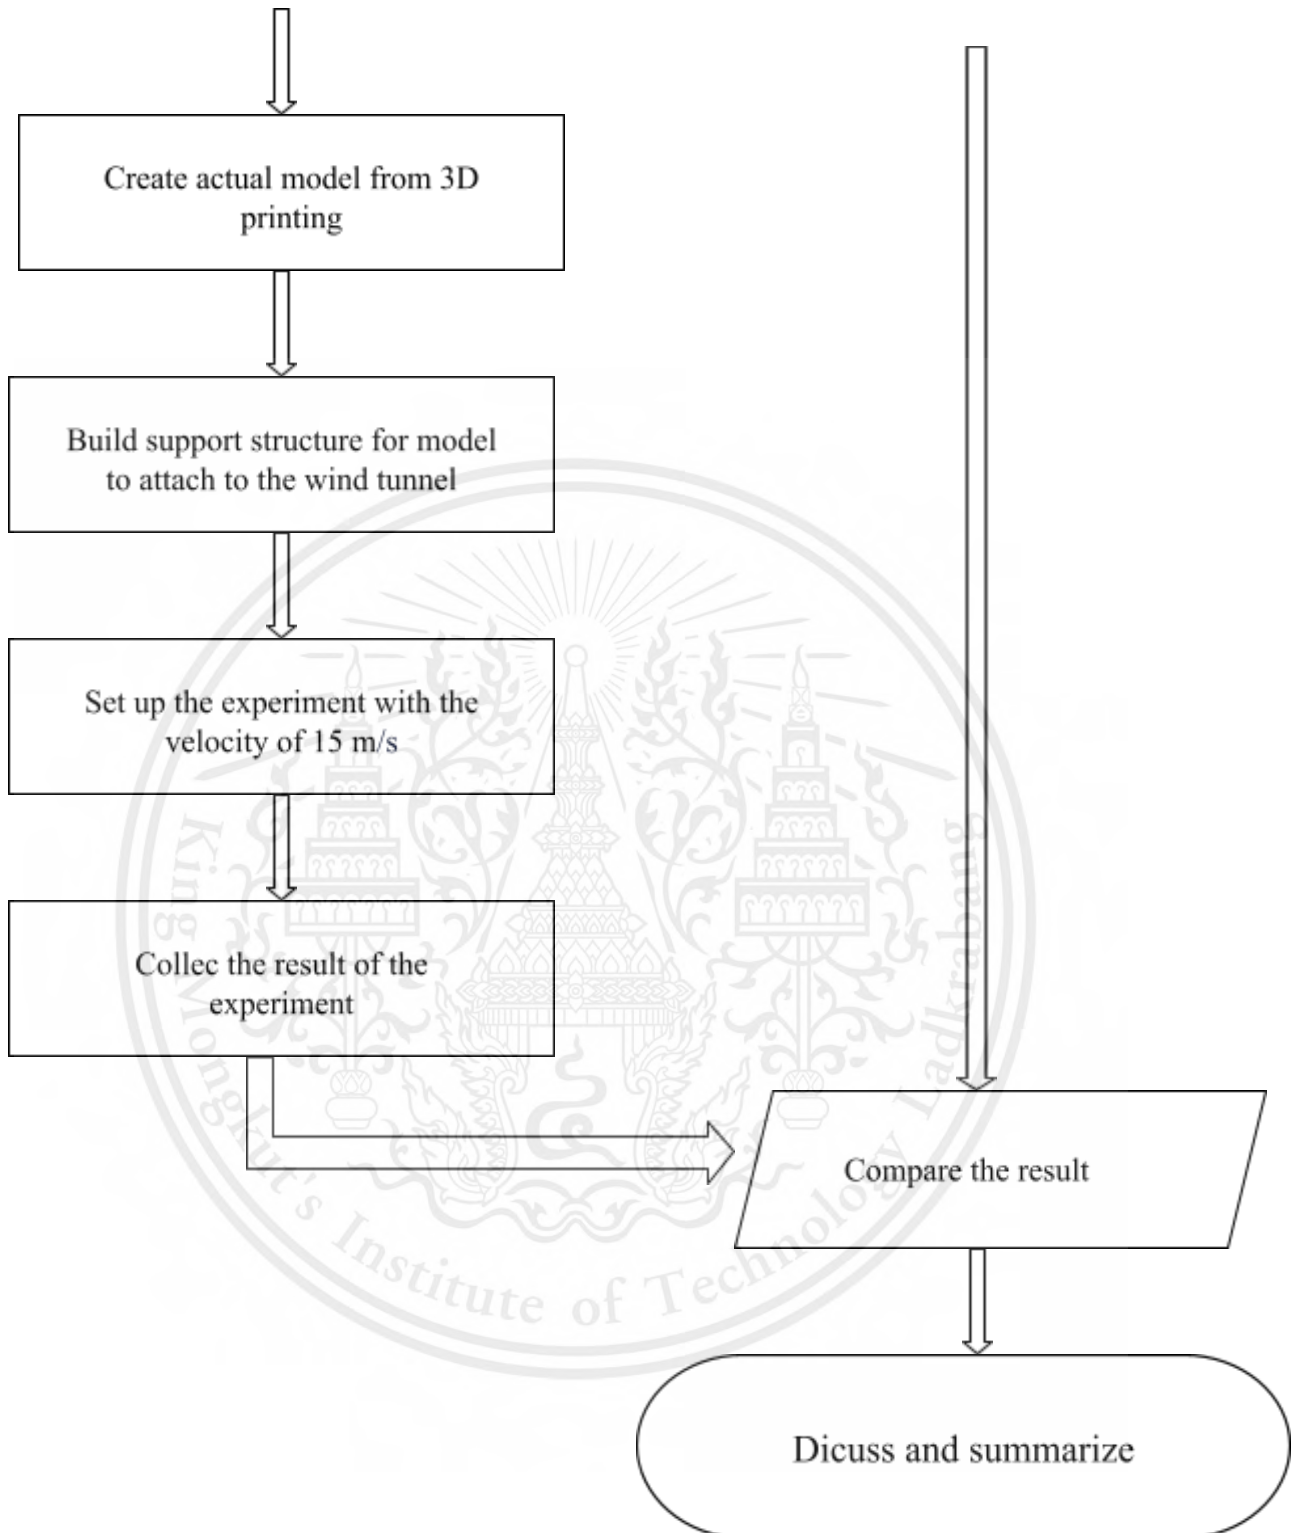 Create actual model from 3D
printing
Build support structure for model
to attach to the wind tunnel
Set up the experiment with the
velocity of 15 m/s
Collec the result of the
experiment
Compare the result
Dicuss and summarize
King Mongkut's Institute of Technology Ladkrabang